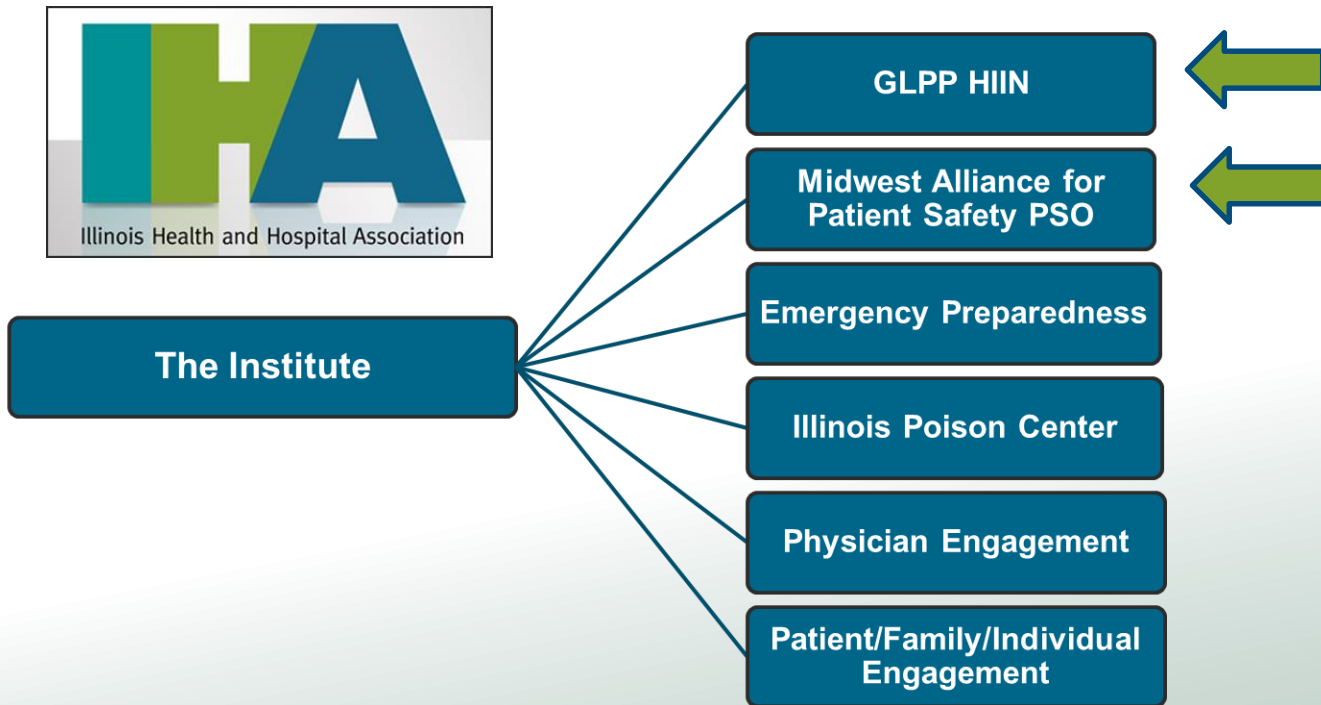 IHA
Illinois Health and Hospital Association
The Institute
GLPP HIIN
Midwest Alliance for
Patient Safety PSO
Emergency Preparedness
Illinois Poison Center
Physician Engagement
Patient/Family/Individual
Engagement